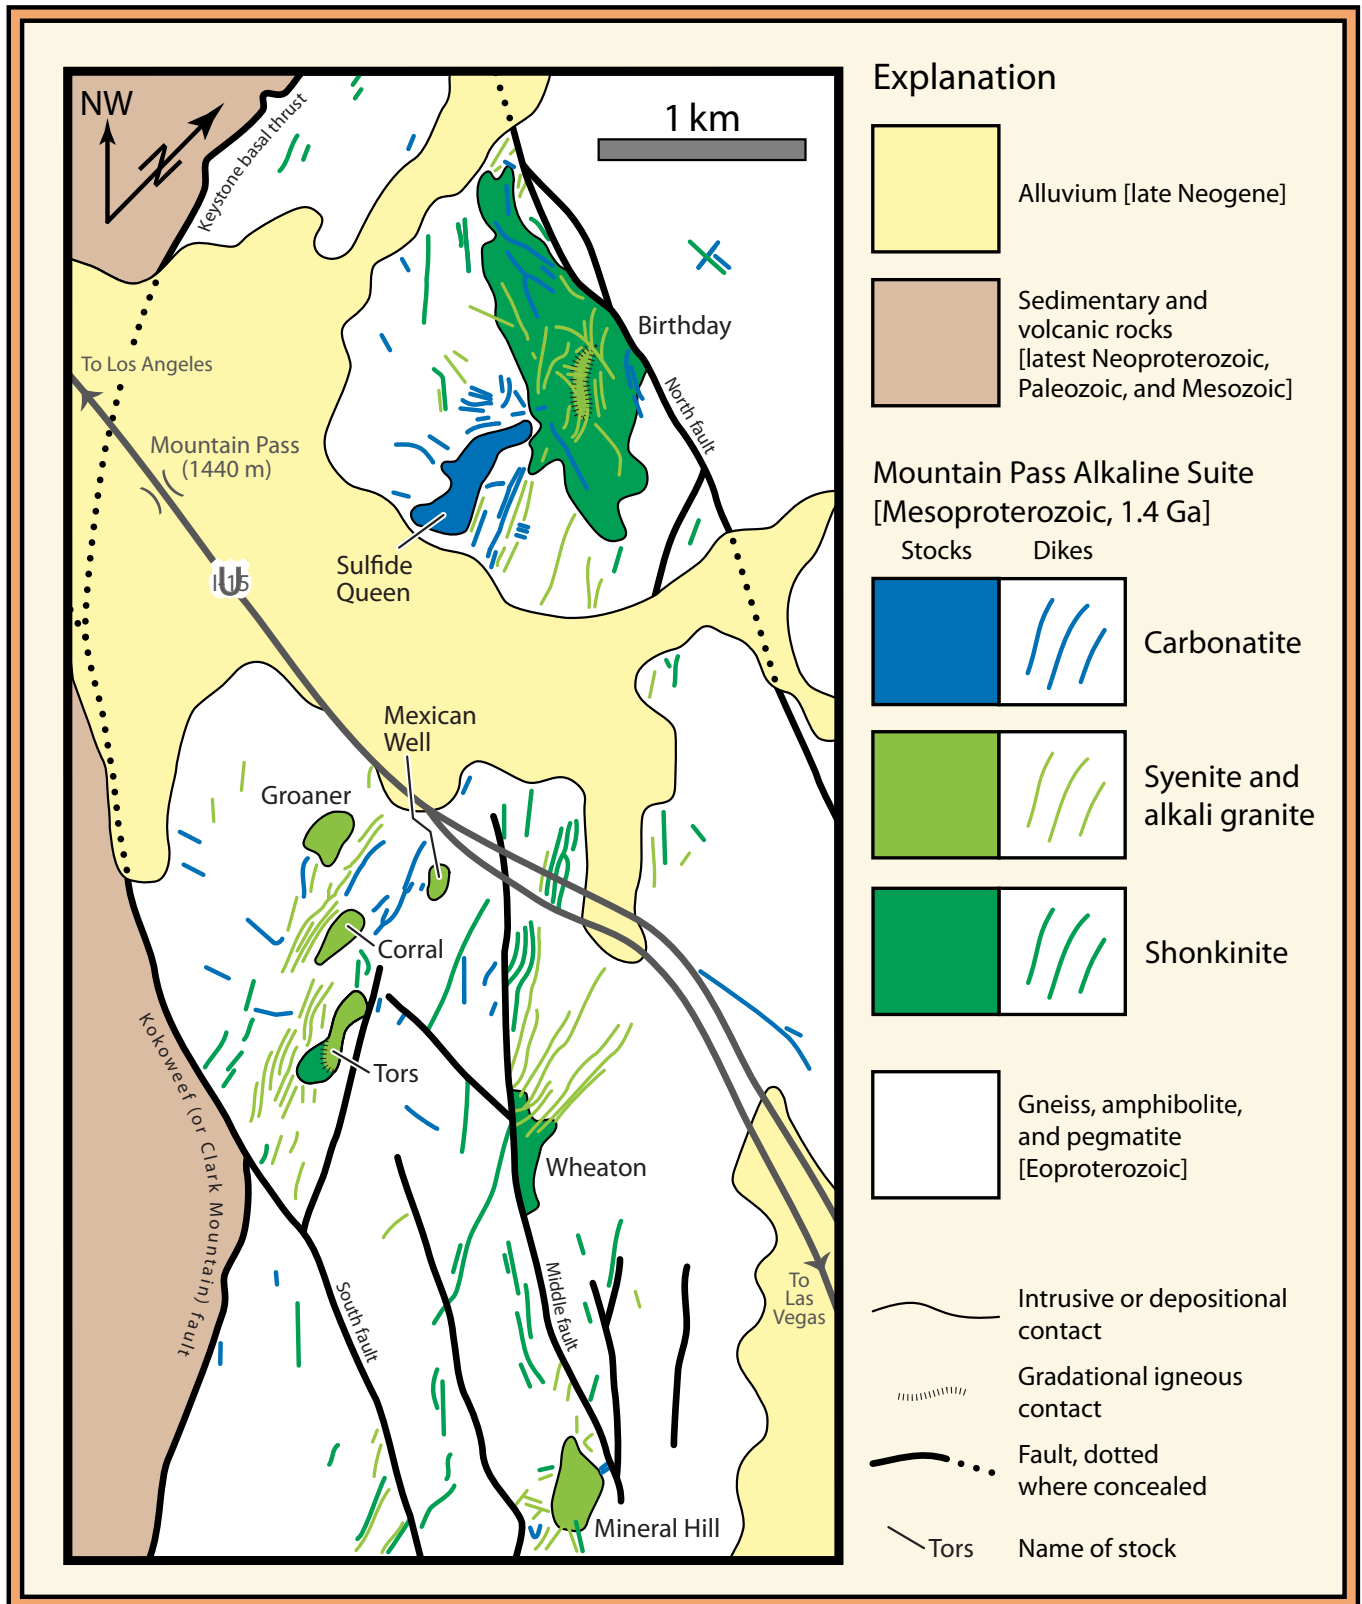 NW
N
Keystone basal thrust
1 km
Birthday
To Los Angeles
North fault
Mountain Pass
(1440 m)
Sulfide
Queen
I-15
U
Mexican
Well
Groaner
Corral
Tors
Kokoweef (or Clark Mountain) fault
Wheaton
South fault
Middle fault
To
Las
Vegas
Mineral Hill
Explanation
Alluvium [late Neogene]
Sedimentary and
volcanic rocks
[latest Neoproterozoic,
Paleozoic, and Mesozoic]
Mountain Pass Alkaline Suite
[Mesoproterozoic, 1.4 Ga]
Stocks Dikes
Carbonatite
Syenite and
alkali granite
Shonkinite
Gneiss, amphibolite,
and pegmatite
[Eoproterozoic]
Intrusive or depositional
contact
Gradational igneous
contact
Fault, dotted
where concealed
Tors Name of stock